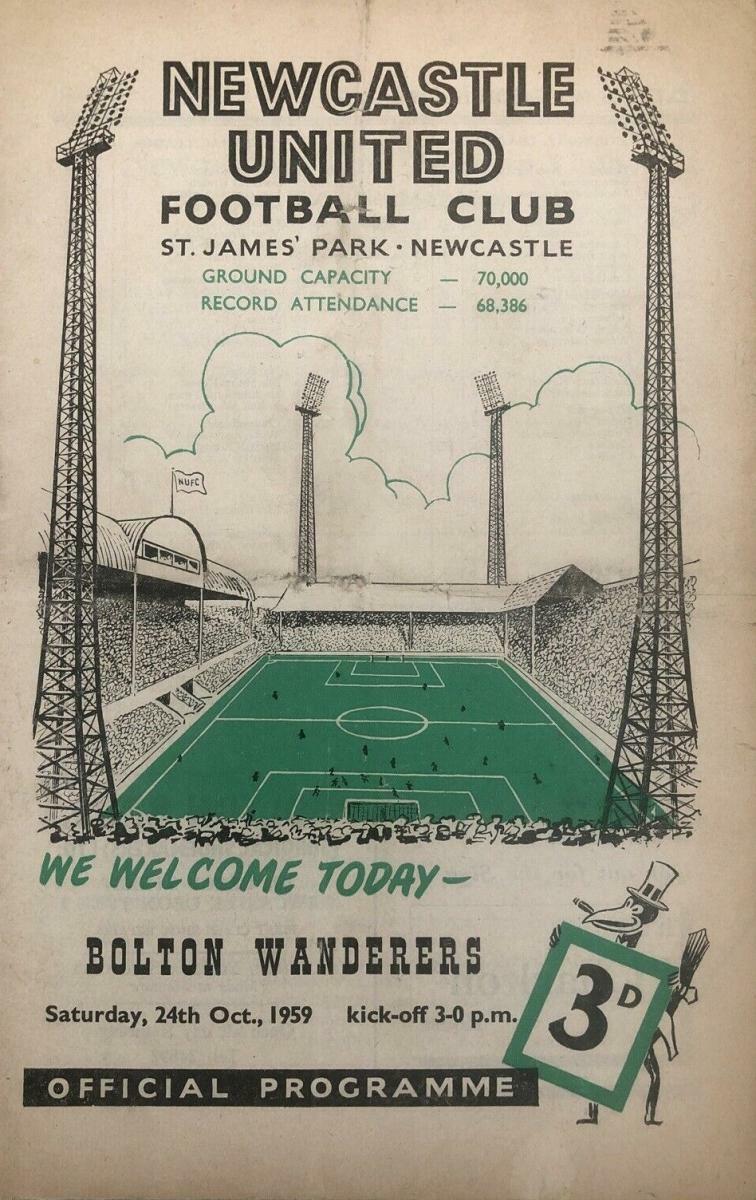 NEWCASTLE
UNITED
FOOTBALL CLUB
ST. JAMES' PARK · NEWCASTLE
GROUND CAPACITY — 70,000
RECORD ATTENDANCE — 68,386
NUFC
WE WELCOME TODAY—
BOLTON WANDERERS
Saturday, 24th Oct., 1959 kick-off 3-0 p.m.
3D
OFFICIAL PROGRAMME